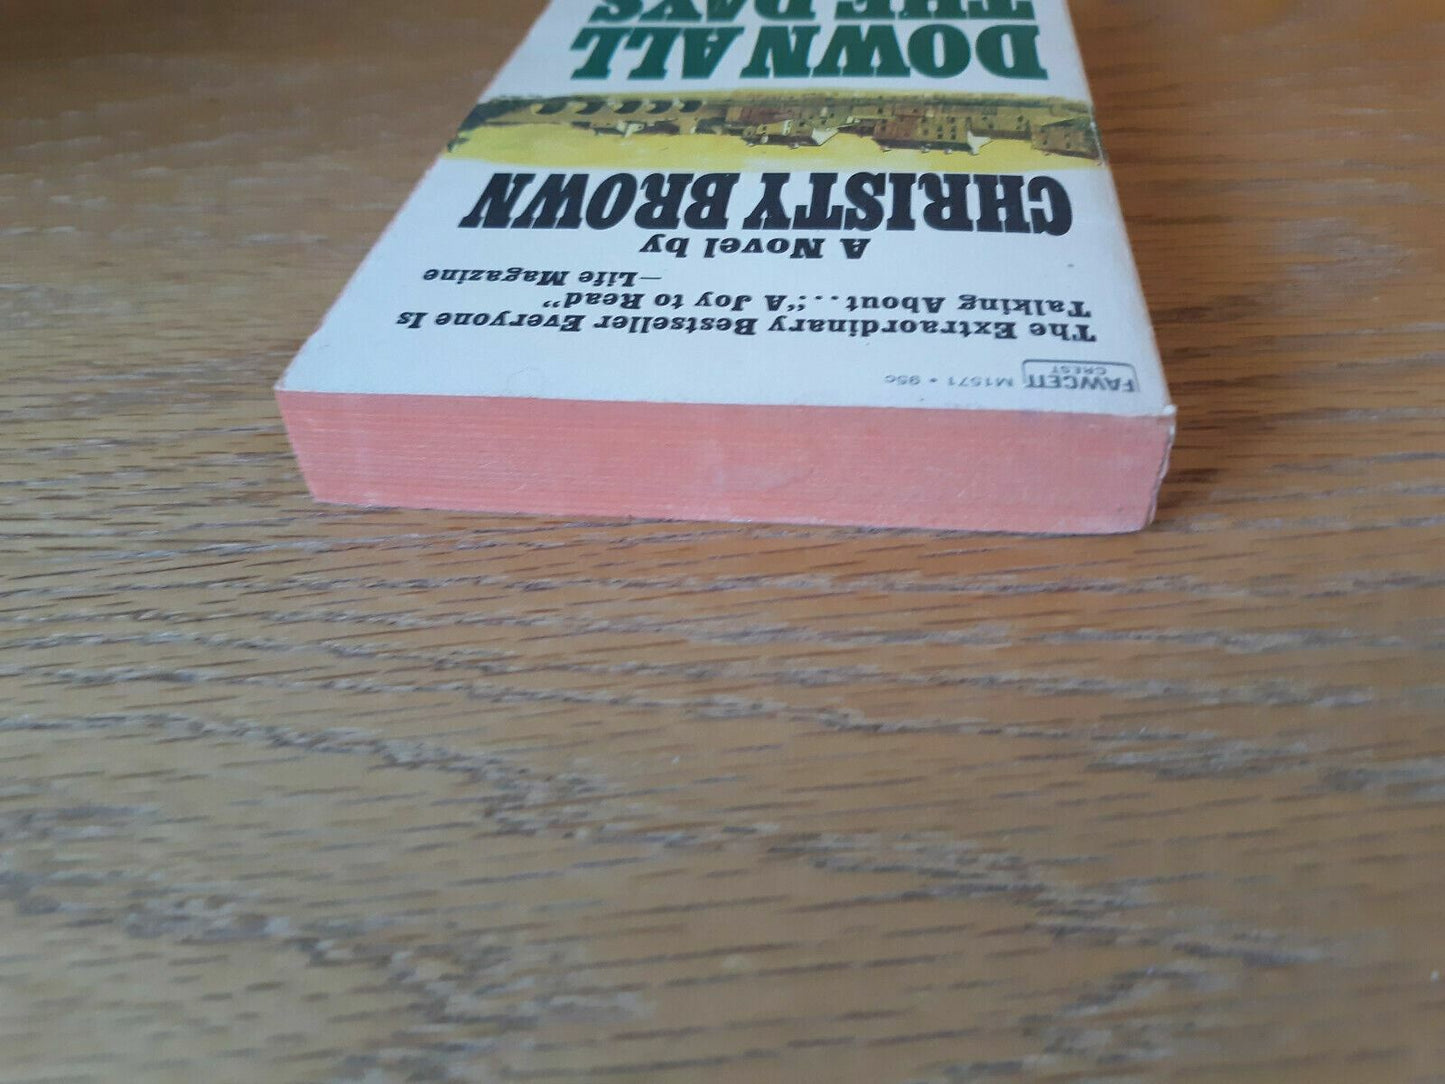 FAWCETT CREST M1571 • 95c
The Extraordinary Bestseller Everyone Is
Talking About...“A Joy to Read”
—Life Magazine
A Novel by
CHRISTY BROWN
DOWN ALL
THE DAYS